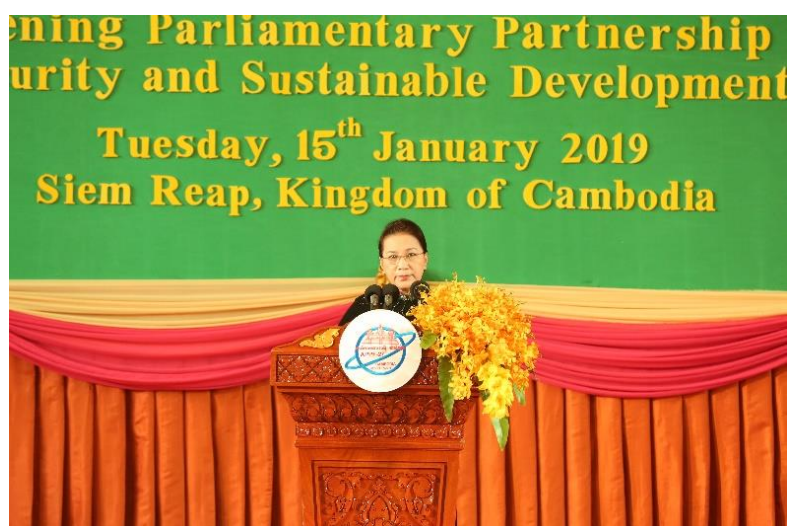 ening Parliamentary Partnership
urity and Sustainable Development
Tuesday, 15th January 2019
Siem Reap, Kingdom of Cambodia